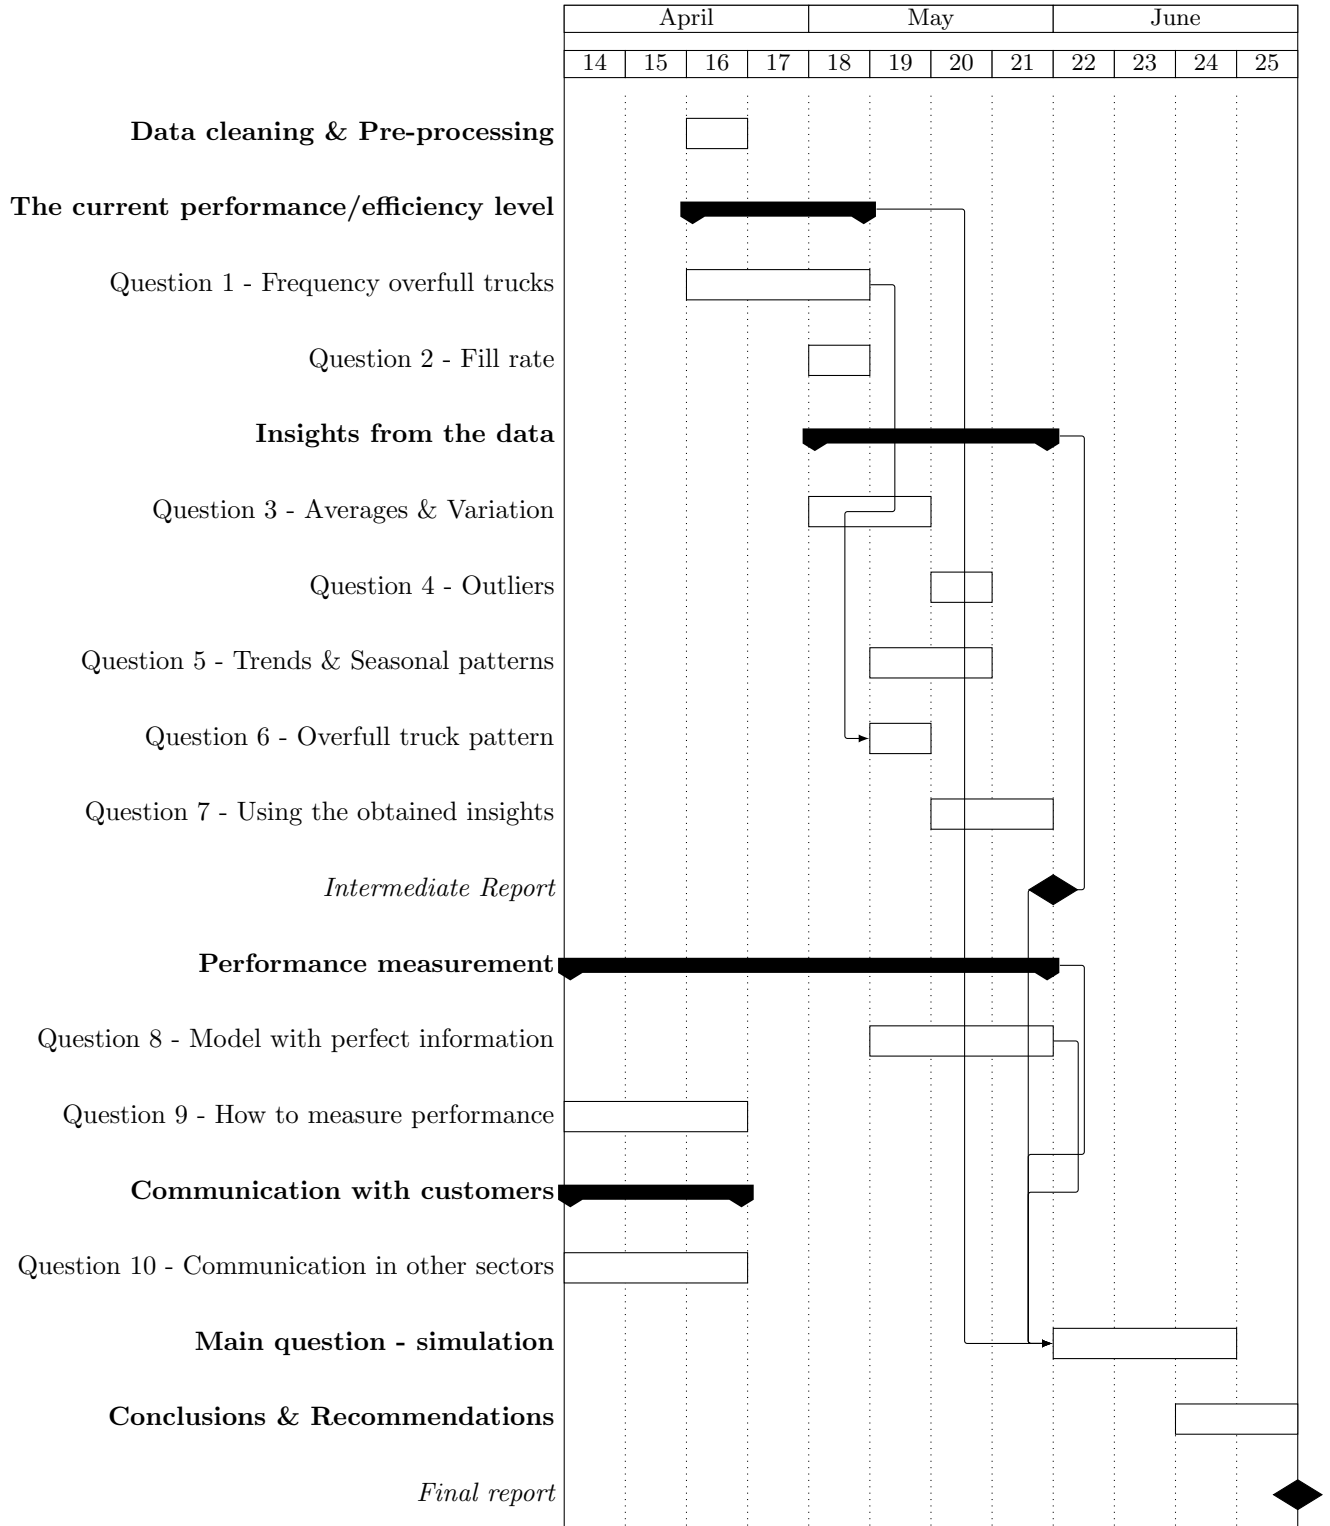 April May June
14 15 16 17 18 19 20 21 22 23 24 25
Data cleaning & Pre-processing
The current performance/efficiency level
Question 1 - Frequency overfull trucks
Question 2 - Fill rate
Insights from the data
Question 3 - Averages & Variation
Question 4 - Outliers
Question 5 - Trends & Seasonal patterns
Question 6 - Overfull truck pattern
Question 7 - Using the obtained insights
Intermediate Report
Performance measurement
Question 8 - Model with perfect information
Question 9 - How to measure performance
Communication with customers
Question 10 - Communication in other sectors
Main question - simulation
Conclusions & Recommendations
Final report